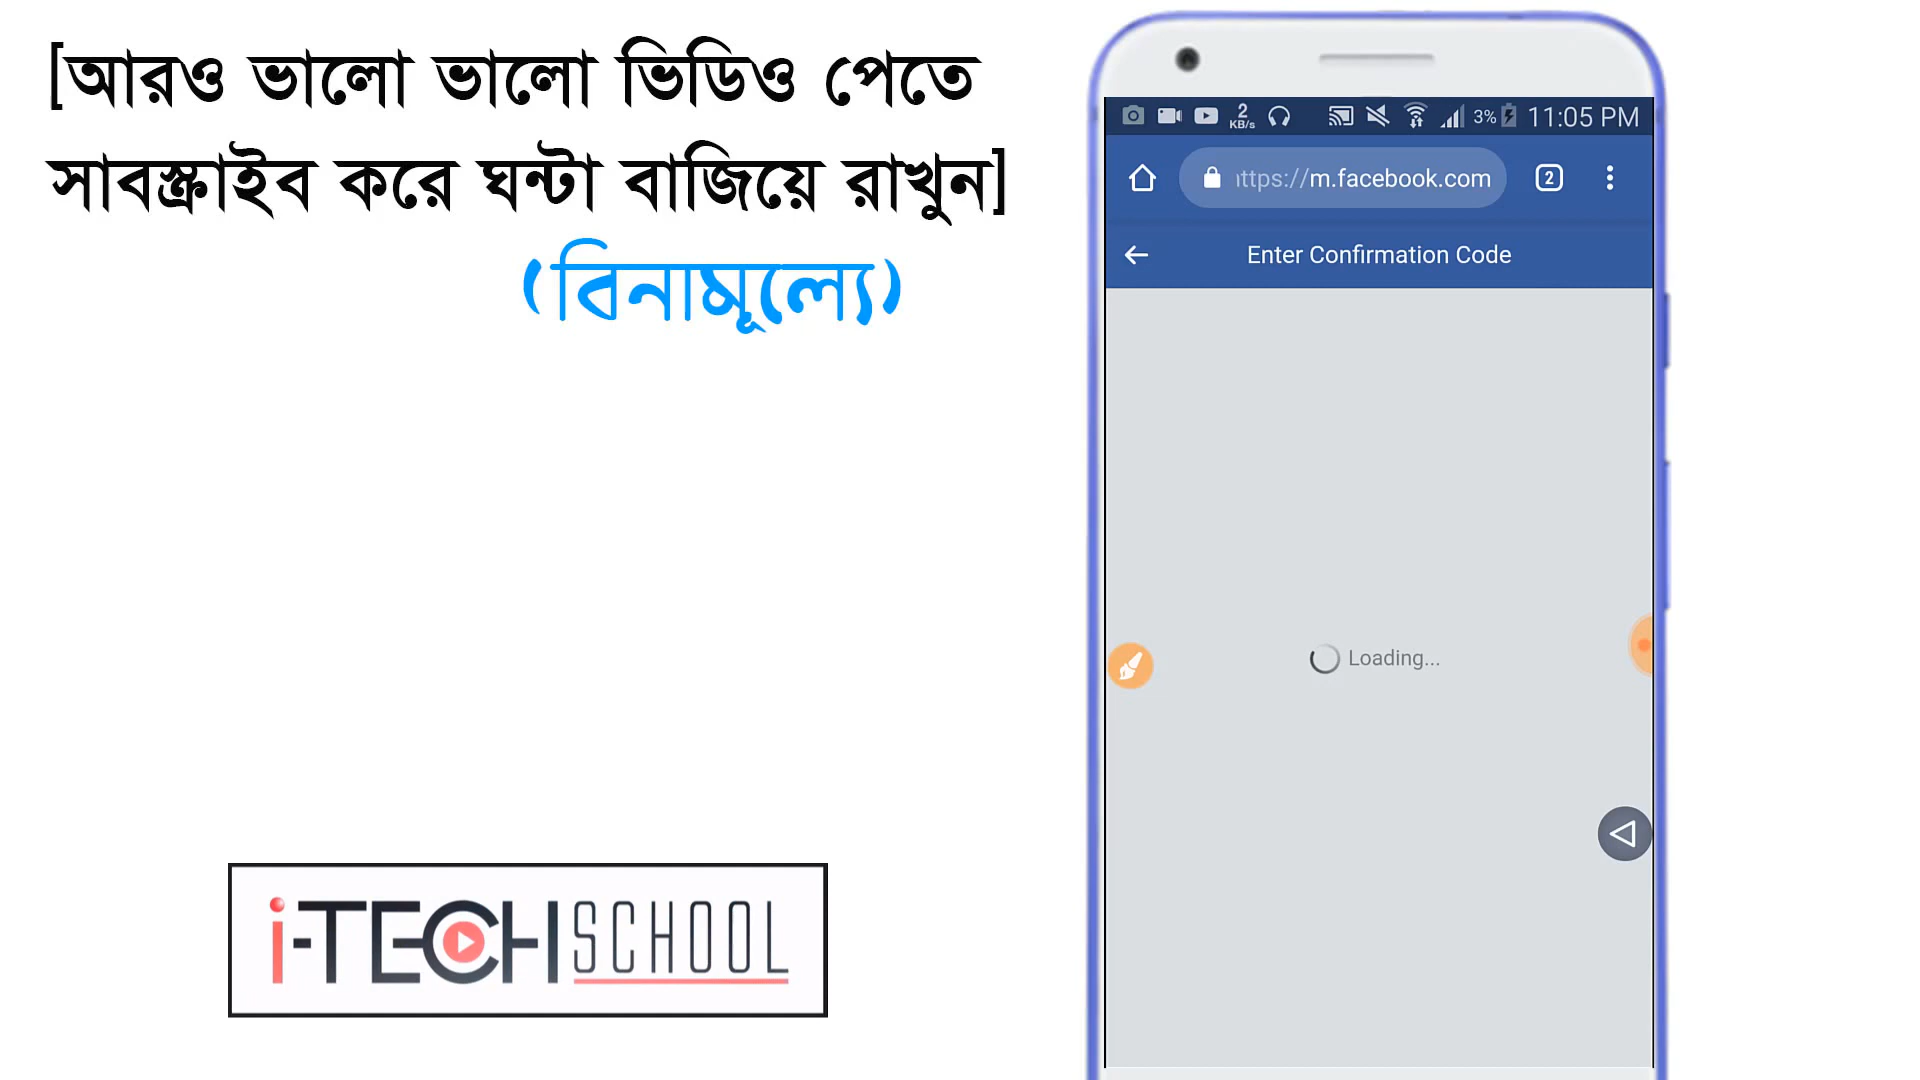 [আরও ভালো ভালো ভিডিও পেতে
সাবস্ক্রাইব করে ঘন্টা বাজিয়ে রাখুন]
(বিনামূল্যে)
2 KB/s 3% 11:05 PM
ttps://m.facebook.com 2
Enter Confirmation Code
Loading...
i-TECH SCHOOL